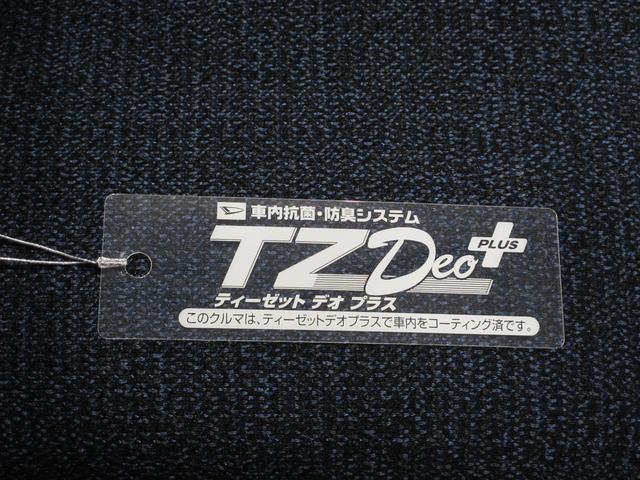 車内抗菌・防臭システム
TZ Deo PLUS
ティーゼット デオ プラス
このクルマは、ティーゼットデオプラスで車内をコーティング済です。